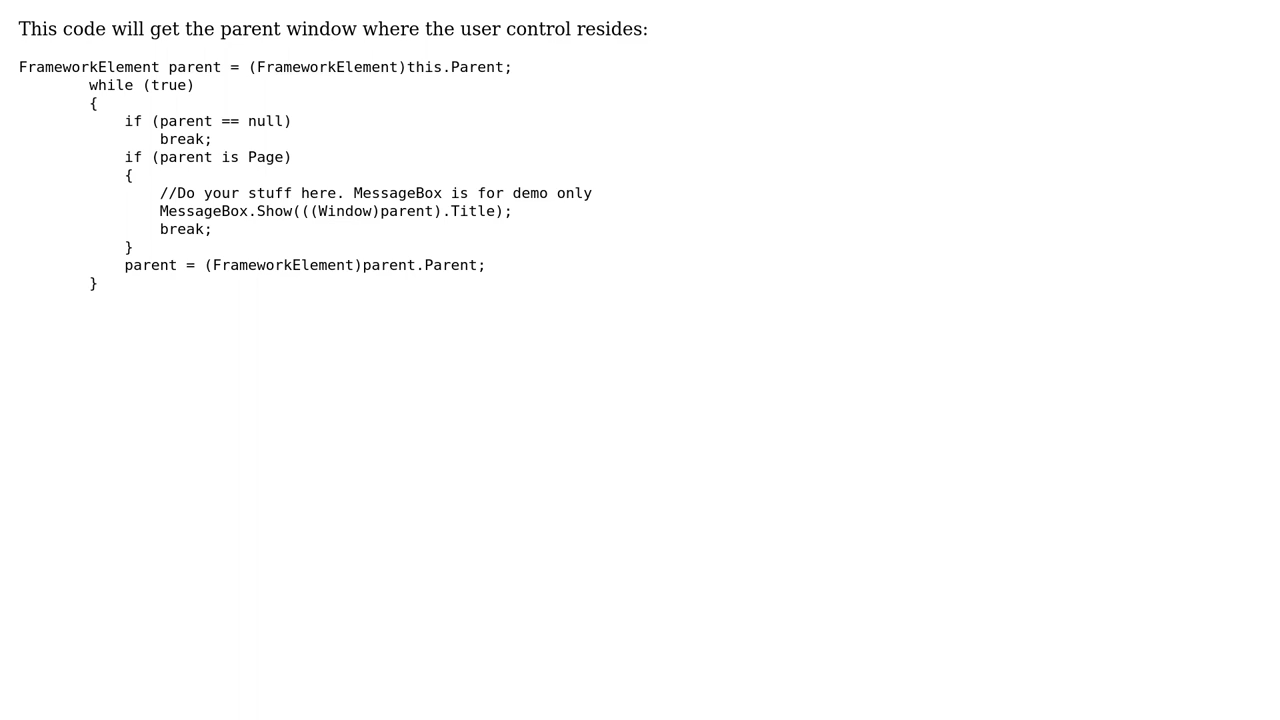 This code will get the parent window where the user control resides:
FrameworkElement parent = (FrameworkElement)this.Parent;
        while (true)
        {
            if (parent == null)
                break;
            if (parent is Page)
            {
                //Do your stuff here. MessageBox is for demo only
                MessageBox.Show(((Window)parent).Title);
                break;
            }
            parent = (FrameworkElement)parent.Parent;
        }